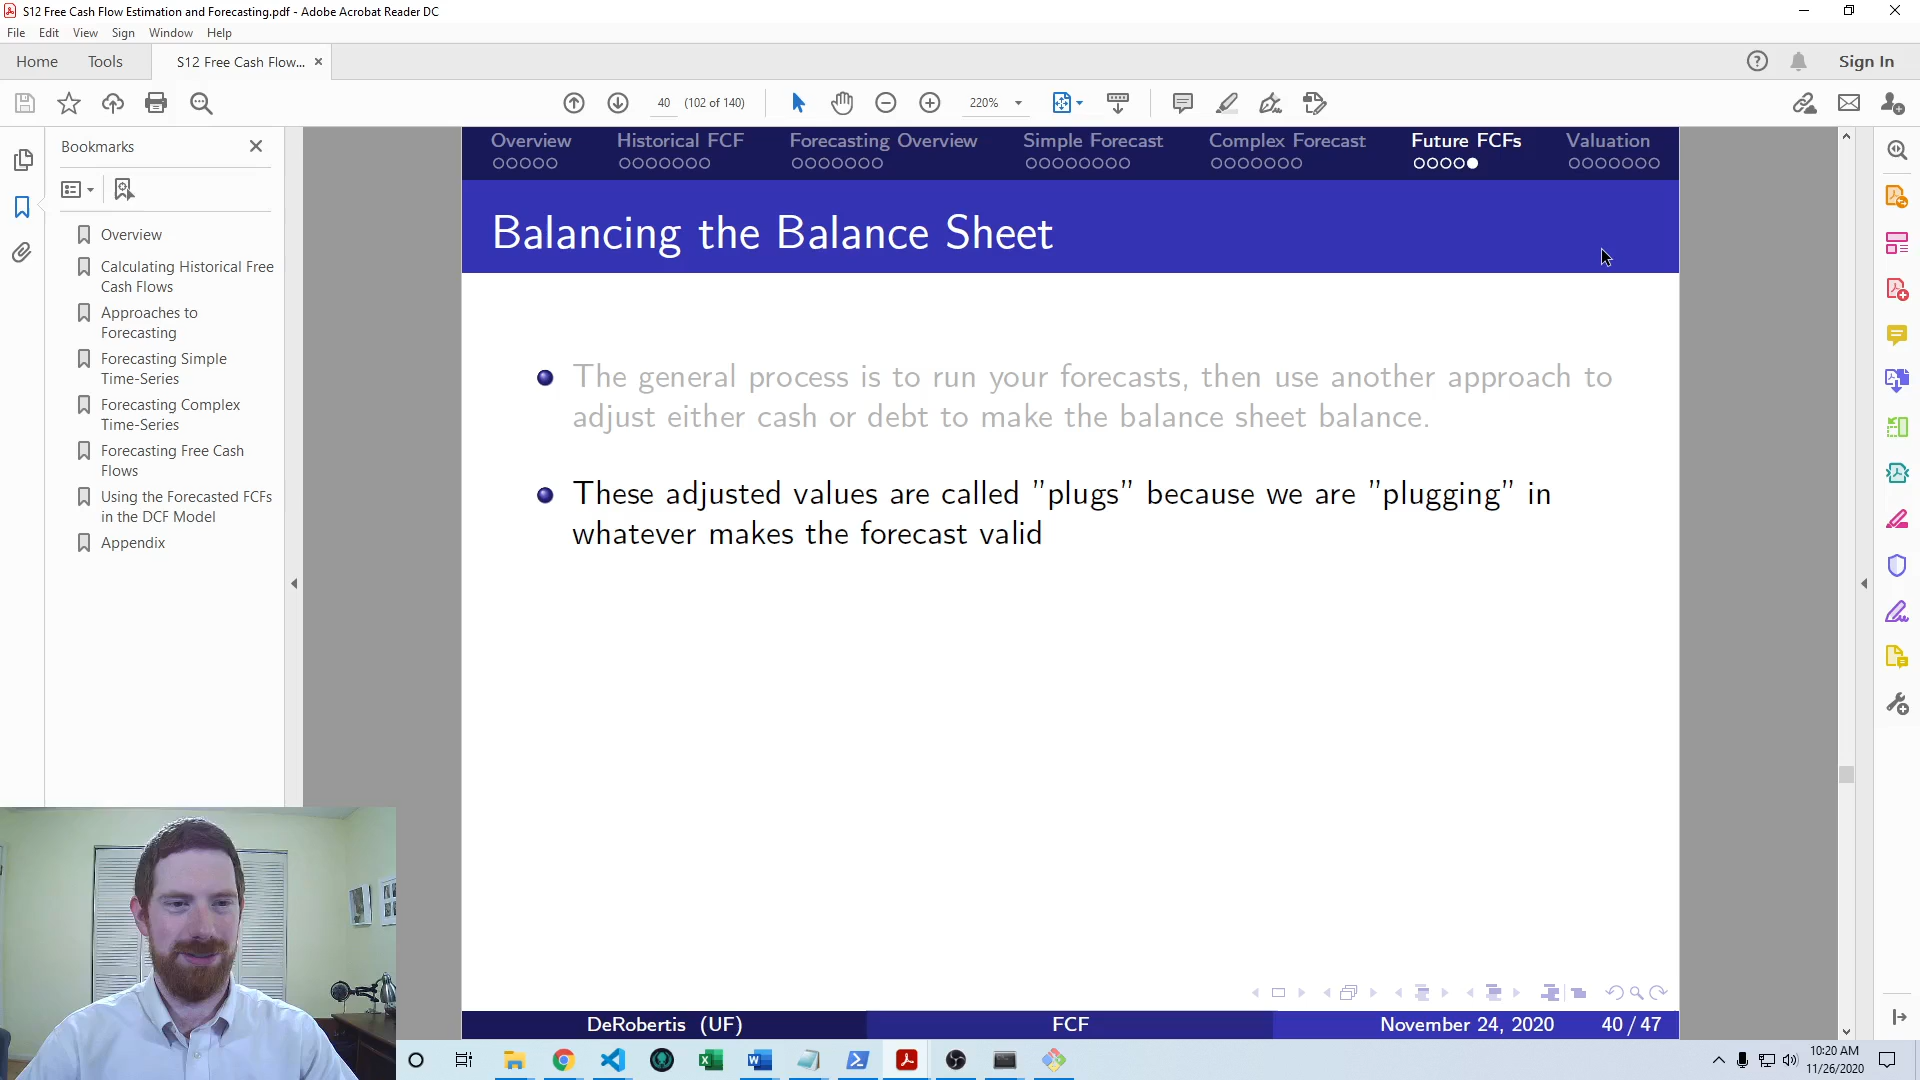 S12 Free Cash Flow Estimation and Forecasting.pdf - Adobe Acrobat Reader DC
File Edit View Sign Window Help
Home Tools S12 Free Cash Flow... Sign In
40 (102 of 140) 220%
Bookmarks
Overview
Calculating Historical Free
Cash Flows
Approaches to
Forecasting
Forecasting Simple
Time-Series
Forecasting Complex
Time-Series
Forecasting Free Cash
Flows
Using the Forecasted FCFs
in the DCF Model
Appendix
Overview Historical FCF Forecasting Overview Simple Forecast Complex Forecast Future FCFs Valuation
Balancing the Balance Sheet
The general process is to run your forecasts, then use another approach to
adjust either cash or debt to make the balance sheet balance.
These adjusted values are called ”plugs” because we are ”plugging” in
whatever makes the forecast valid
DeRobertis (UF) FCF November 24, 2020 40 / 47
10:20 AM
11/26/2020